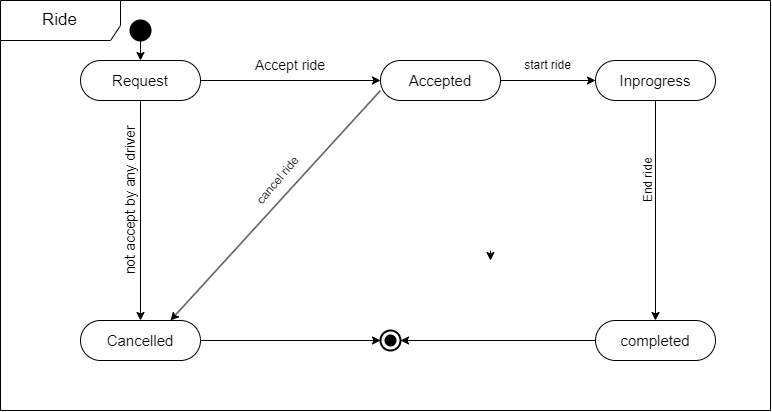 Ride
Request
Accept ride
Accepted
start ride
Inprogress
not accept by any driver
cancel ride
End ride
Cancelled
completed